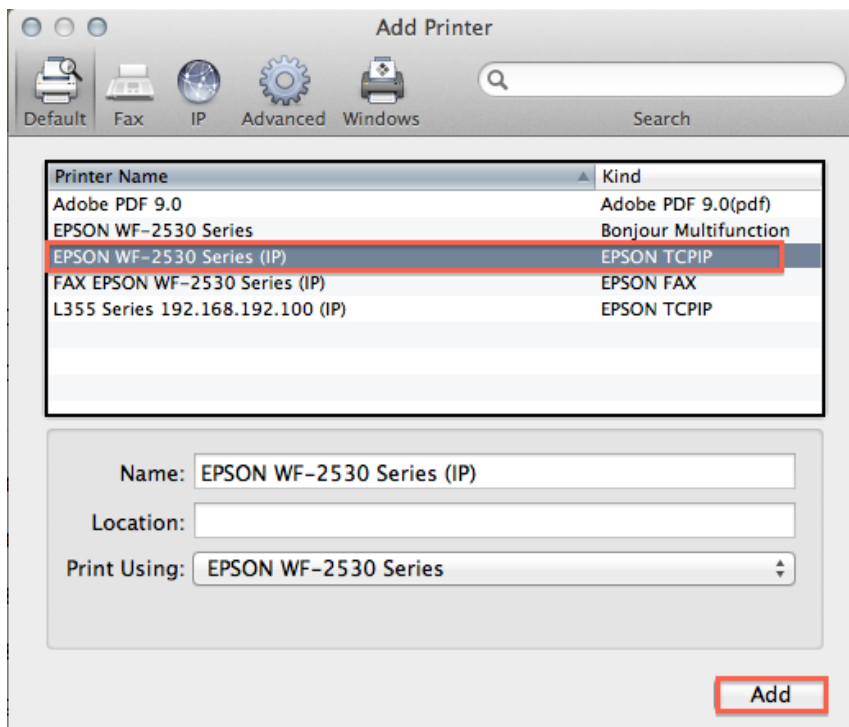 Add Printer
Default Fax IP Advanced Windows Search
Printer Name Kind
Adobe PDF 9.0 Adobe PDF 9.0(pdf)
EPSON WF-2530 Series Bonjour Multifunction
EPSON WF-2530 Series (IP) EPSON TCPIP
FAX EPSON WF-2530 Series (IP) EPSON FAX
L355 Series 192.168.192.100 (IP) EPSON TCPIP
Name: EPSON WF-2530 Series (IP)
Location:
Print Using: EPSON WF-2530 Series
Add